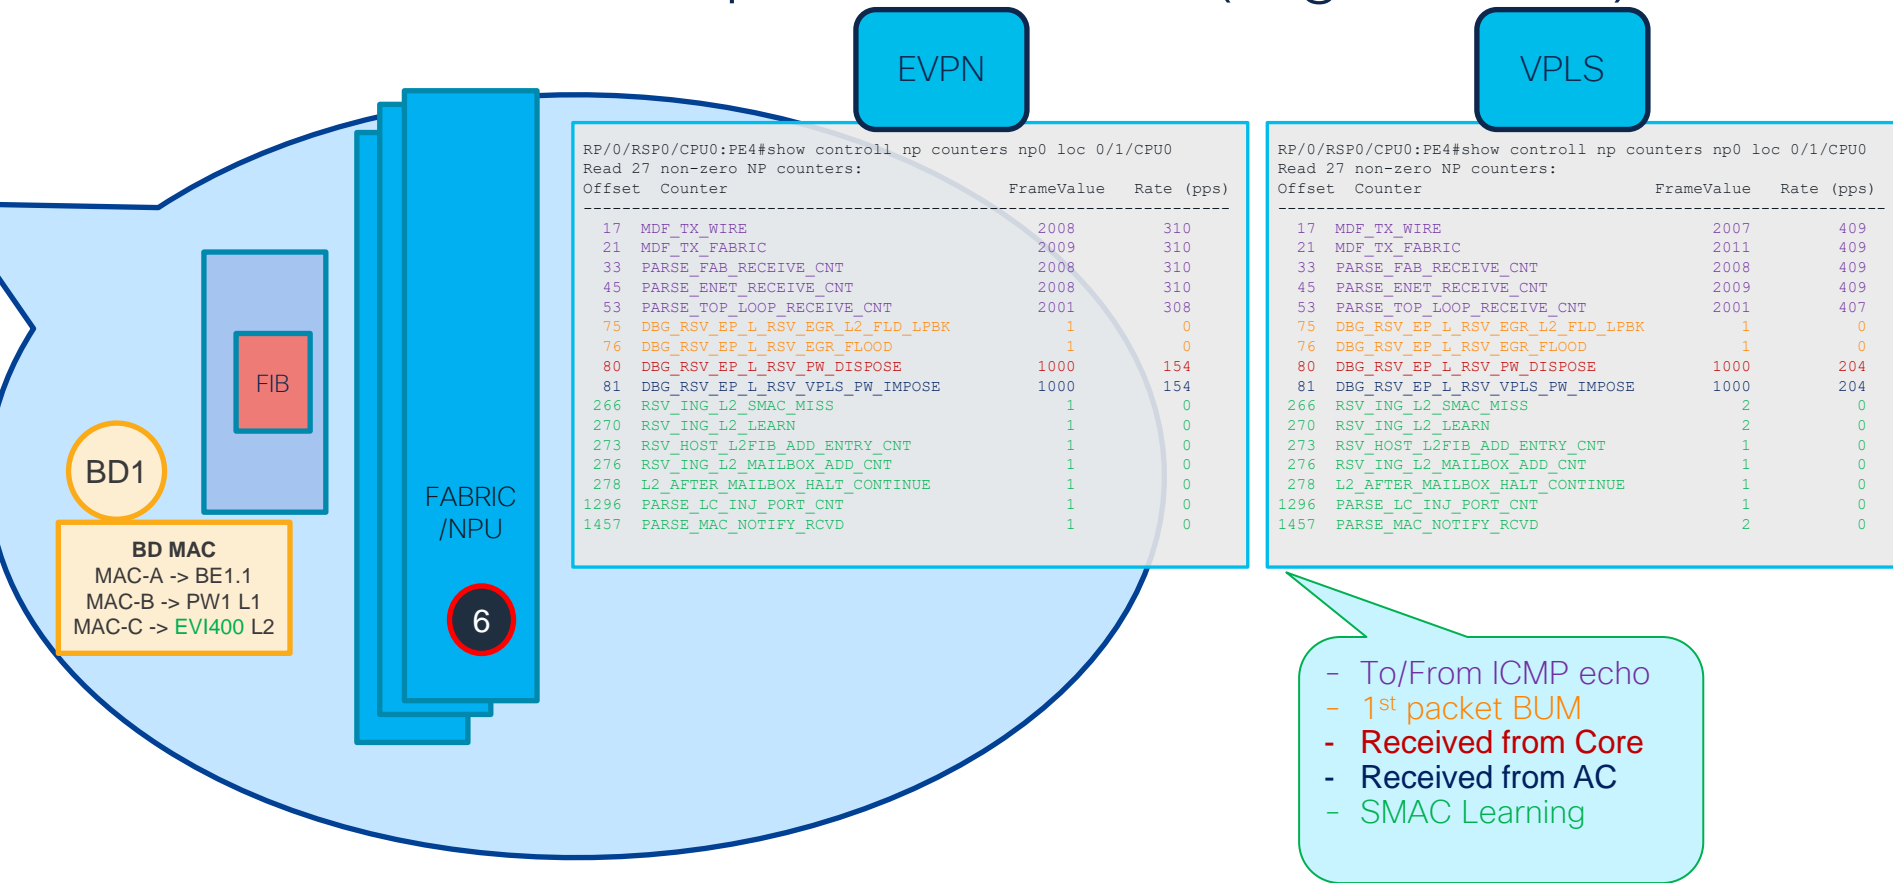 EVPN
RP/0/RSP0/CPU0:PE4#show controll np counters np0 loc 0/1/CPU0
Read 27 non-zero NP counters:
Offset  Counter  FrameValue  Rate (pps)
-----------------------------------------------------------------
17  MDF_TX_WIRE  2008  310
21  MDF_TX_FABRIC  2009  310
33  PARSE_FAB_RECEIVE_CNT  2008  310
45  PARSE_ENET_RECEIVE_CNT  2008  310
53  PARSE_TOP_LOOP_RECEIVE_CNT  2001  308
75  DBG_RSV_EP_L_RSV_EGR_L2_FLD_LPBK  1  0
76  DBG_RSV_EP_L_RSV_EGR_FLOOD  1  0
80  DBG_RSV_EP_L_RSV_PW_DISPOSE  1000  154
81  DBG_RSV_EP_L_RSV_VPLS_PW_IMPOSE  1000  154
266  RSV_ING_L2_SMAC_MISS  1  0
270  RSV_ING_L2_LEARN  1  0
273  RSV_HOST_L2FIB_ADD_ENTRY_CNT  1  0
276  RSV_ING_L2_MAILBOX_ADD_CNT  1  0
278  L2_AFTER_MAILBOX_HALT_CONTINUE  1  0
1296  PARSE_LC_INJ_PORT_CNT  1  0
1457  PARSE_MAC_NOTIFY_RCVD  1  0
VPLS
RP/0/RSP0/CPU0:PE4#show controll np counters np0 loc 0/1/CPU0
Read 27 non-zero NP counters:
Offset  Counter  FrameValue  Rate (pps)
-------------------------------------------------------------
17  MDF_TX_WIRE  2007  409
21  MDF_TX_FABRIC  2011  409
33  PARSE_FAB_RECEIVE_CNT  2008  409
45  PARSE_ENET_RECEIVE_CNT  2009  409
53  PARSE_TOP_LOOP_RECEIVE_CNT  2001  407
75  DBG_RSV_EP_L_RSV_EGR_L2_FLD_LPBK  1  0
76  DBG_RSV_EP_L_RSV_EGR_FLOOD  1  0
80  DBG_RSV_EP_L_RSV_PW_DISPOSE  1000  204
81  DBG_RSV_EP_L_RSV_VPLS_PW_IMPOSE  1000  204
266  RSV_ING_L2_SMAC_MISS  2  0
270  RSV_ING_L2_LEARN  2  0
273  RSV_HOST_L2FIB_ADD_ENTRY_CNT  1  0
276  RSV_ING_L2_MAILBOX_ADD_CNT  1  0
278  L2_AFTER_MAILBOX_HALT_CONTINUE  1  0
1296  PARSE_LC_INJ_PORT_CNT  1  0
1457  PARSE_MAC_NOTIFY_RCVD  2  0
FIB
BD1
FABRIC
/NPU
BD MAC
MAC-A -> BE1.1
MAC-B -> PW1 L1
MAC-C -> EVI400 L2
6
- To/From ICMP echo
- 1st packet BUM
- Received from Core
- Received from AC
- SMAC Learning